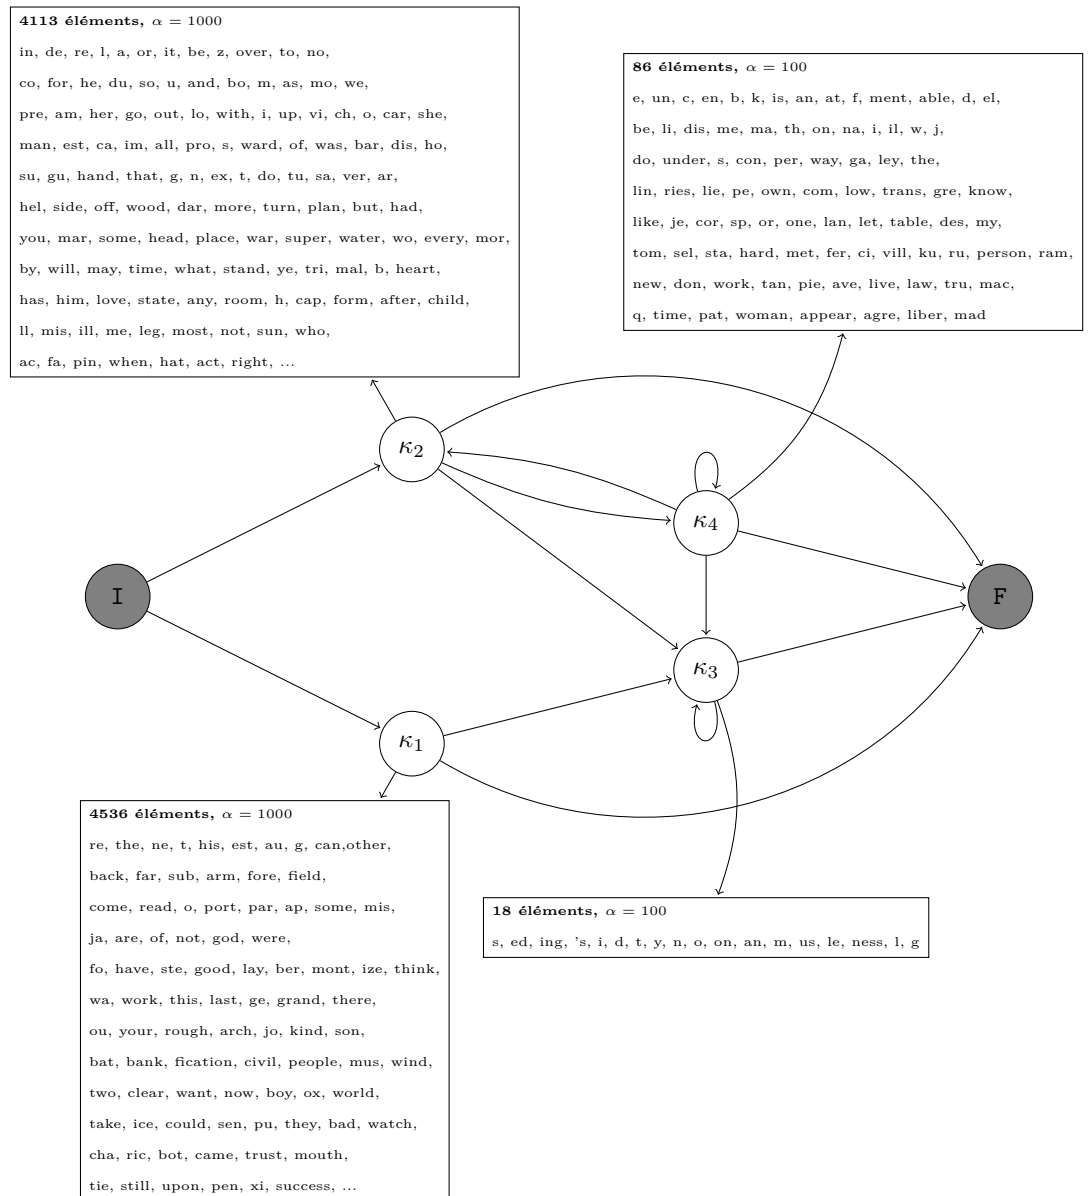 4113 éléments, α = 1000
in, de, re, l, a, or, it, be, z, over, to, no,
co, for, he, du, so, u, and, bo, m, as, mo, we,
pre, am, her, go, out, lo, with, i, up, vi, ch, o, car, she,
man, est, ca, im, all, pro, s, ward, of, was, bar, dis, ho,
su, gu, hand, that, g, n, ex, t, do, tu, sa, ver, ar,
hel, side, off, wood, dar, more, turn, plan, but, had,
you, mar, some, head, place, war, super, water, wo, every, mor,
by, will, may, time, what, stand, ye, tri, mal, b, heart,
has, him, love, state, any, room, h, cap, form, after, child,
ll, mis, ill, me, leg, most, not, sun, who,
ac, fa, pin, when, hat, act, right, ...
86 éléments, α = 100
e, un, c, en, b, k, is, an, at, f, ment, able, d, el,
be, li, dis, me, ma, th, on, na, i, il, w, j,
do, under, s, con, per, way, ga, ley, the,
lin, ries, lie, pe, own, com, low, trans, gre, know,
like, je, cor, sp, or, one, lan, let, table, des, my,
tom, sel, sta, hard, met, fer, ci, vill, ku, ru, person, ram,
new, don, work, tan, pie, ave, live, law, tru, mac,
q, time, pat, woman, appear, agre, liber, mad
κ2
κ4
I
F
κ3
κ1
4536 éléments, α = 1000
re, the, ne, t, his, est, au, g, can,other,
back, far, sub, arm, fore, field,
come, read, o, port, par, ap, some, mis,
ja, are, of, not, god, were,
fo, have, ste, good, lay, ber, mont, ize, think,
wa, work, this, last, ge, grand, there,
ou, your, rough, arch, jo, kind, son,
bat, bank, fication, civil, people, mus, wind,
two, clear, want, now, boy, ox, world,
take, ice, could, sen, pu, they, bad, watch,
cha, ric, bot, came, trust, mouth,
tie, still, upon, pen, xi, success, ...
18 éléments, α = 100
s, ed, ing, 's, i, d, t, y, n, o, on, an, m, us, le, ness, l, g